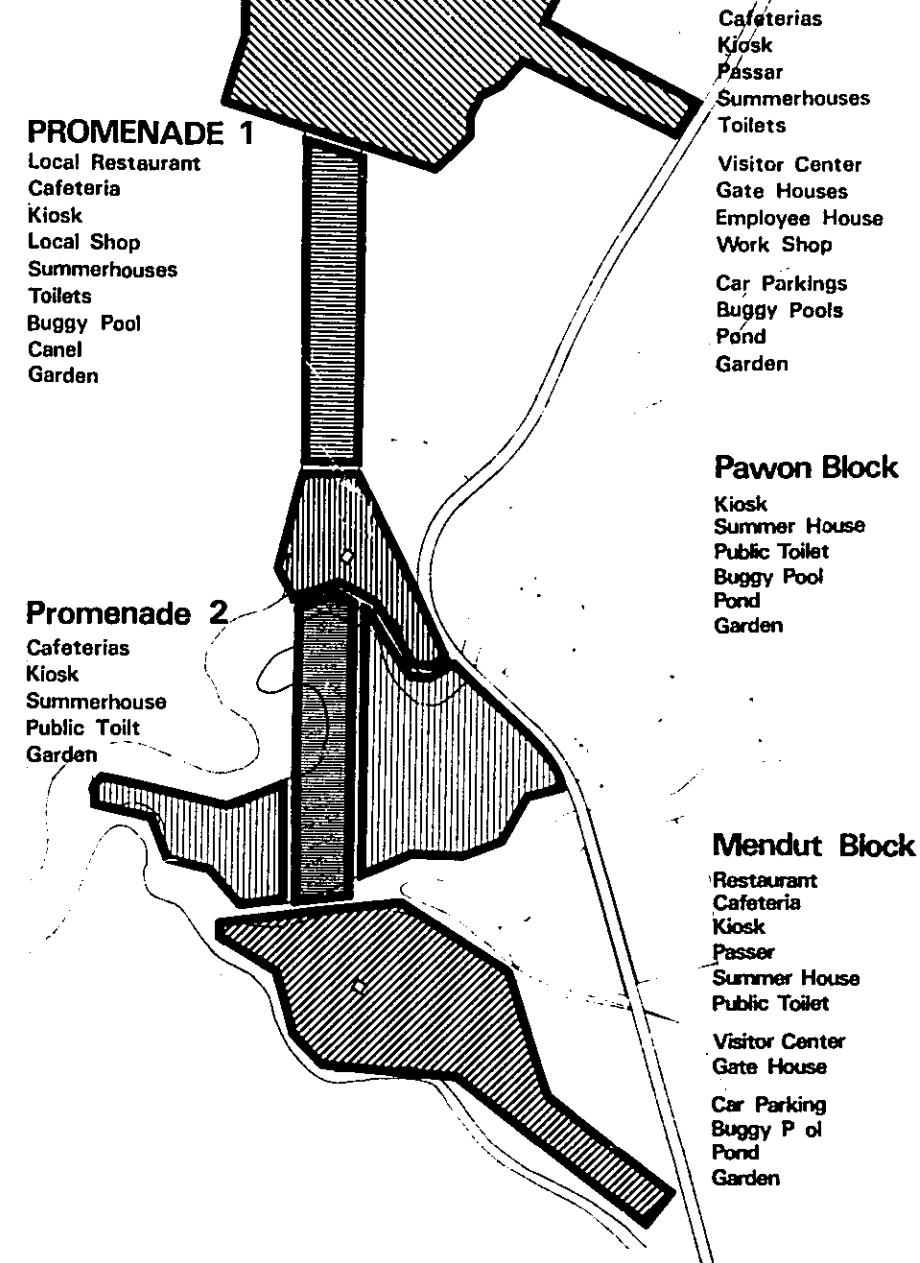 Cafeterias
Kiosk
Passar
Summerhouses
Toilets
Visitor Center
Gate Houses
Employee House
Work Shop
Car Parkings
Buggy Pools
Pond
Garden
PROMENADE 1
Local Restaurant
Cafeteria
Kiosk
Local Shop
Summerhouses
Toilets
Buggy Pool
Canel
Garden
Pawon Block
Kiosk
Summer House
Public Toilet
Buggy Pool
Pond
Garden
Promenade 2
Cafeterias
Kiosk
Summerhouse
Public Toilt
Garden
Mendut Block
Restaurant
Cafeteria
Kiosk
Passer
Summer House
Public Toilet
Visitor Center
Gate House
Car Parking
Buggy P ol
Pond
Garden